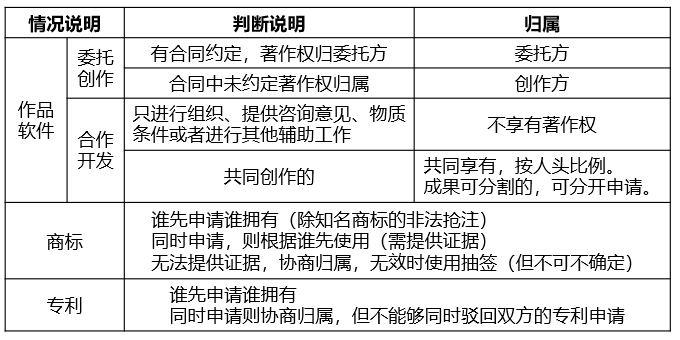 情况说明 判断说明 归属
作品软件 委托创作 有合同约定，著作权归委托方 委托方
合同中未约定著作权归属 创作方
合作开发 只进行组织、提供咨询意见、物质
条件或者进行其他辅助工作 不享有著作权
共同创作的 共同享有，按人头比例。
成果可分割的，可分开申请。
商标 谁先申请谁拥有（除知名商标的非法抢注）
同时申请，则根据谁先使用（需提供证据）
无法提供证据，协商归属，无效时使用抽签（但不可不确定）
专利 谁先申请谁拥有
同时申请则协商归属，但不能够同时驳回双方的专利申请